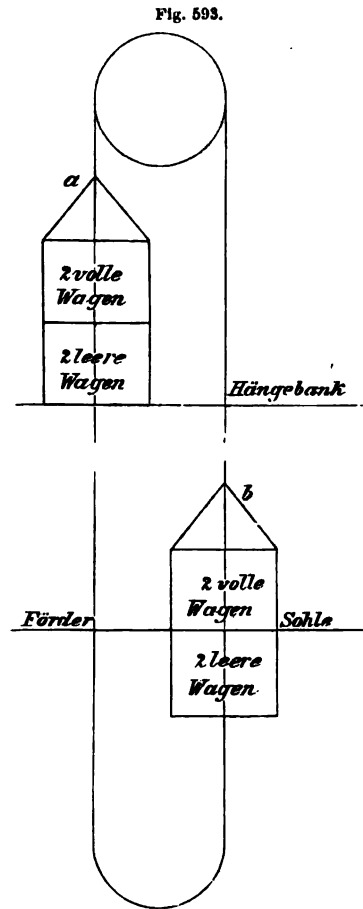 Fig. 593.
a
2 volle
Wagen
2 leere
Wagen
Hängebank
b
2 volle
Wagen
Förder Sohle
2 leere
Wagen